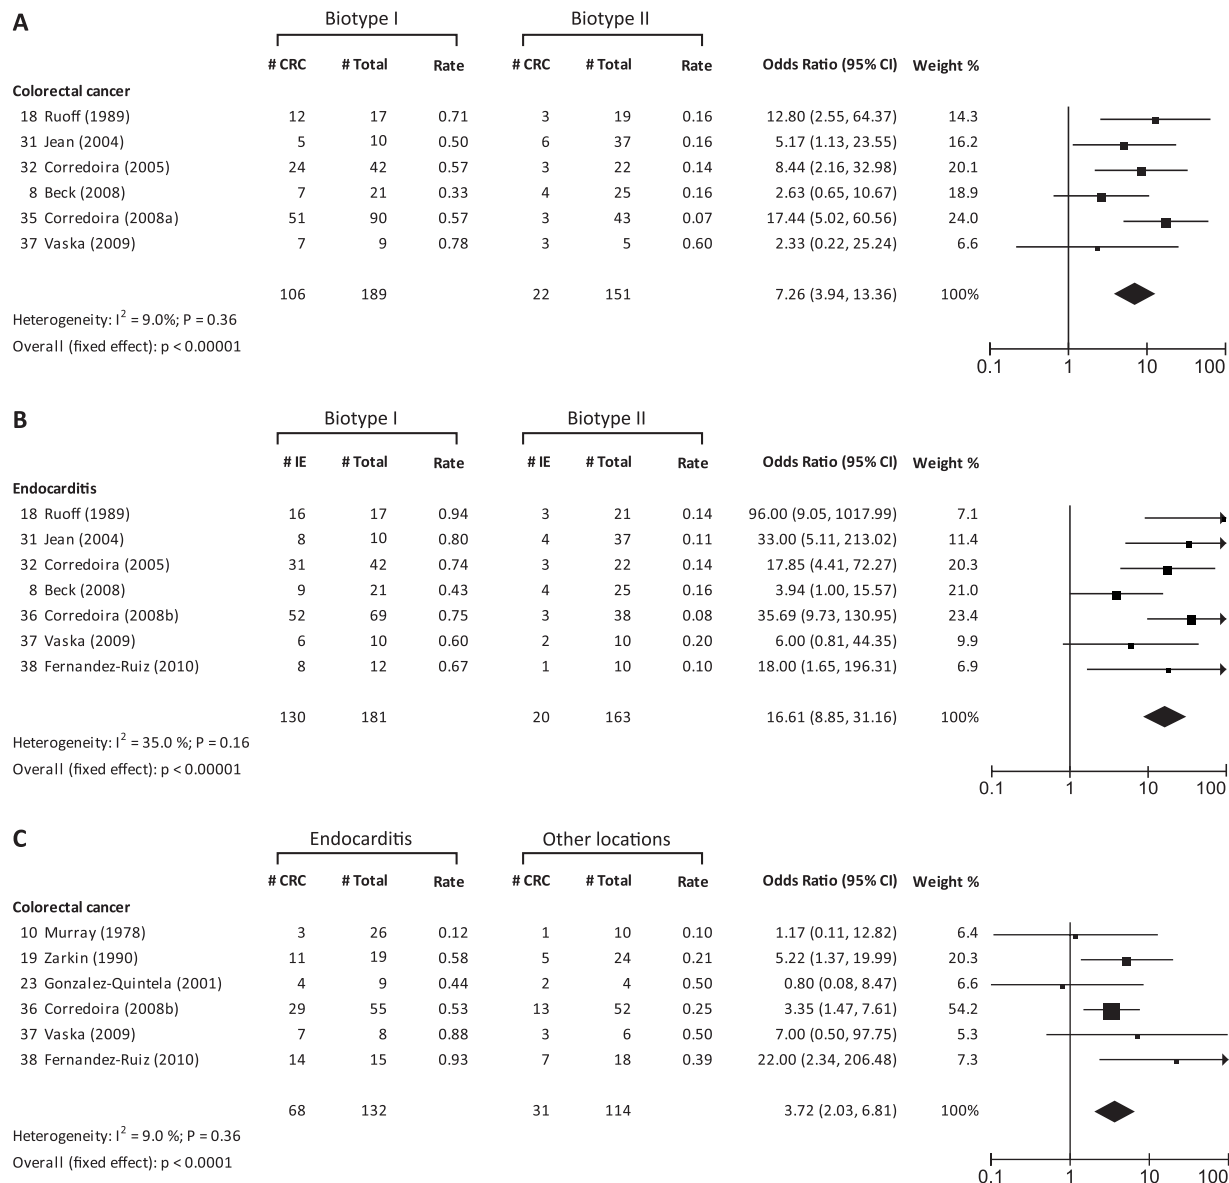 A
Biotype I Biotype II
# CRC # Total Rate # CRC # Total Rate Odds Ratio (95% CI) Weight %
Colorectal cancer
18 Ruoff (1989) 12 17 0.71 3 19 0.16 12.80 (2.55, 64.37) 14.3
31 Jean (2004) 5 10 0.50 6 37 0.16 5.17 (1.13, 23.55) 16.2
32 Corredoira (2005) 24 42 0.57 3 22 0.14 8.44 (2.16, 32.98) 20.1
8 Beck (2008) 7 21 0.33 4 25 0.16 2.63 (0.65, 10.67) 18.9
35 Corredoira (2008a) 51 90 0.57 3 43 0.07 17.44 (5.02, 60.56) 24.0
37 Vaska (2009) 7 9 0.78 3 5 0.60 2.33 (0.22, 25.24) 6.6
106 189 22 151 7.26 (3.94, 13.36) 100%
Heterogeneity: I² = 9.0%; P = 0.36
Overall (fixed effect): p < 0.00001
0.1 1 10 100
B
Biotype I Biotype II
# IE # Total Rate # IE # Total Rate Odds Ratio (95% CI) Weight %
Endocarditis
18 Ruoff (1989) 16 17 0.94 3 21 0.14 96.00 (9.05, 1017.99) 7.1
31 Jean (2004) 8 10 0.80 4 37 0.11 33.00 (5.11, 213.02) 11.4
32 Corredoira (2005) 31 42 0.74 3 22 0.14 17.85 (4.41, 72.27) 20.3
8 Beck (2008) 9 21 0.43 4 25 0.16 3.94 (1.00, 15.57) 21.0
36 Corredoira (2008b) 52 69 0.75 3 38 0.08 35.69 (9.73, 130.95) 23.4
37 Vaska (2009) 6 10 0.60 2 10 0.20 6.00 (0.81, 44.35) 9.9
38 Fernandez-Ruiz (2010) 8 12 0.67 1 10 0.10 18.00 (1.65, 196.31) 6.9
130 181 20 163 16.61 (8.85, 31.16) 100%
Heterogeneity: I² = 35.0 %; P = 0.16
Overall (fixed effect): p < 0.00001
0.1 1 10 100
C
Endocarditis Other locations
# CRC # Total Rate # CRC # Total Rate Odds Ratio (95% CI) Weight %
Colorectal cancer
10 Murray (1978) 3 26 0.12 1 10 0.10 1.17 (0.11, 12.82) 6.4
19 Zarkin (1990) 11 19 0.58 5 24 0.21 5.22 (1.37, 19.99) 20.3
23 Gonzalez-Quintela (2001) 4 9 0.44 2 4 0.50 0.80 (0.08, 8.47) 6.6
36 Corredoira (2008b) 29 55 0.53 13 52 0.25 3.35 (1.47, 7.61) 54.2
37 Vaska (2009) 7 8 0.88 3 6 0.50 7.00 (0.50, 97.75) 5.3
38 Fernandez-Ruiz (2010) 14 15 0.93 7 18 0.39 22.00 (2.34, 206.48) 7.3
68 132 31 114 3.72 (2.03, 6.81) 100%
Heterogeneity: I² = 9.0 %; P = 0.36
Overall (fixed effect): p < 0.0001
0.1 1 10 100